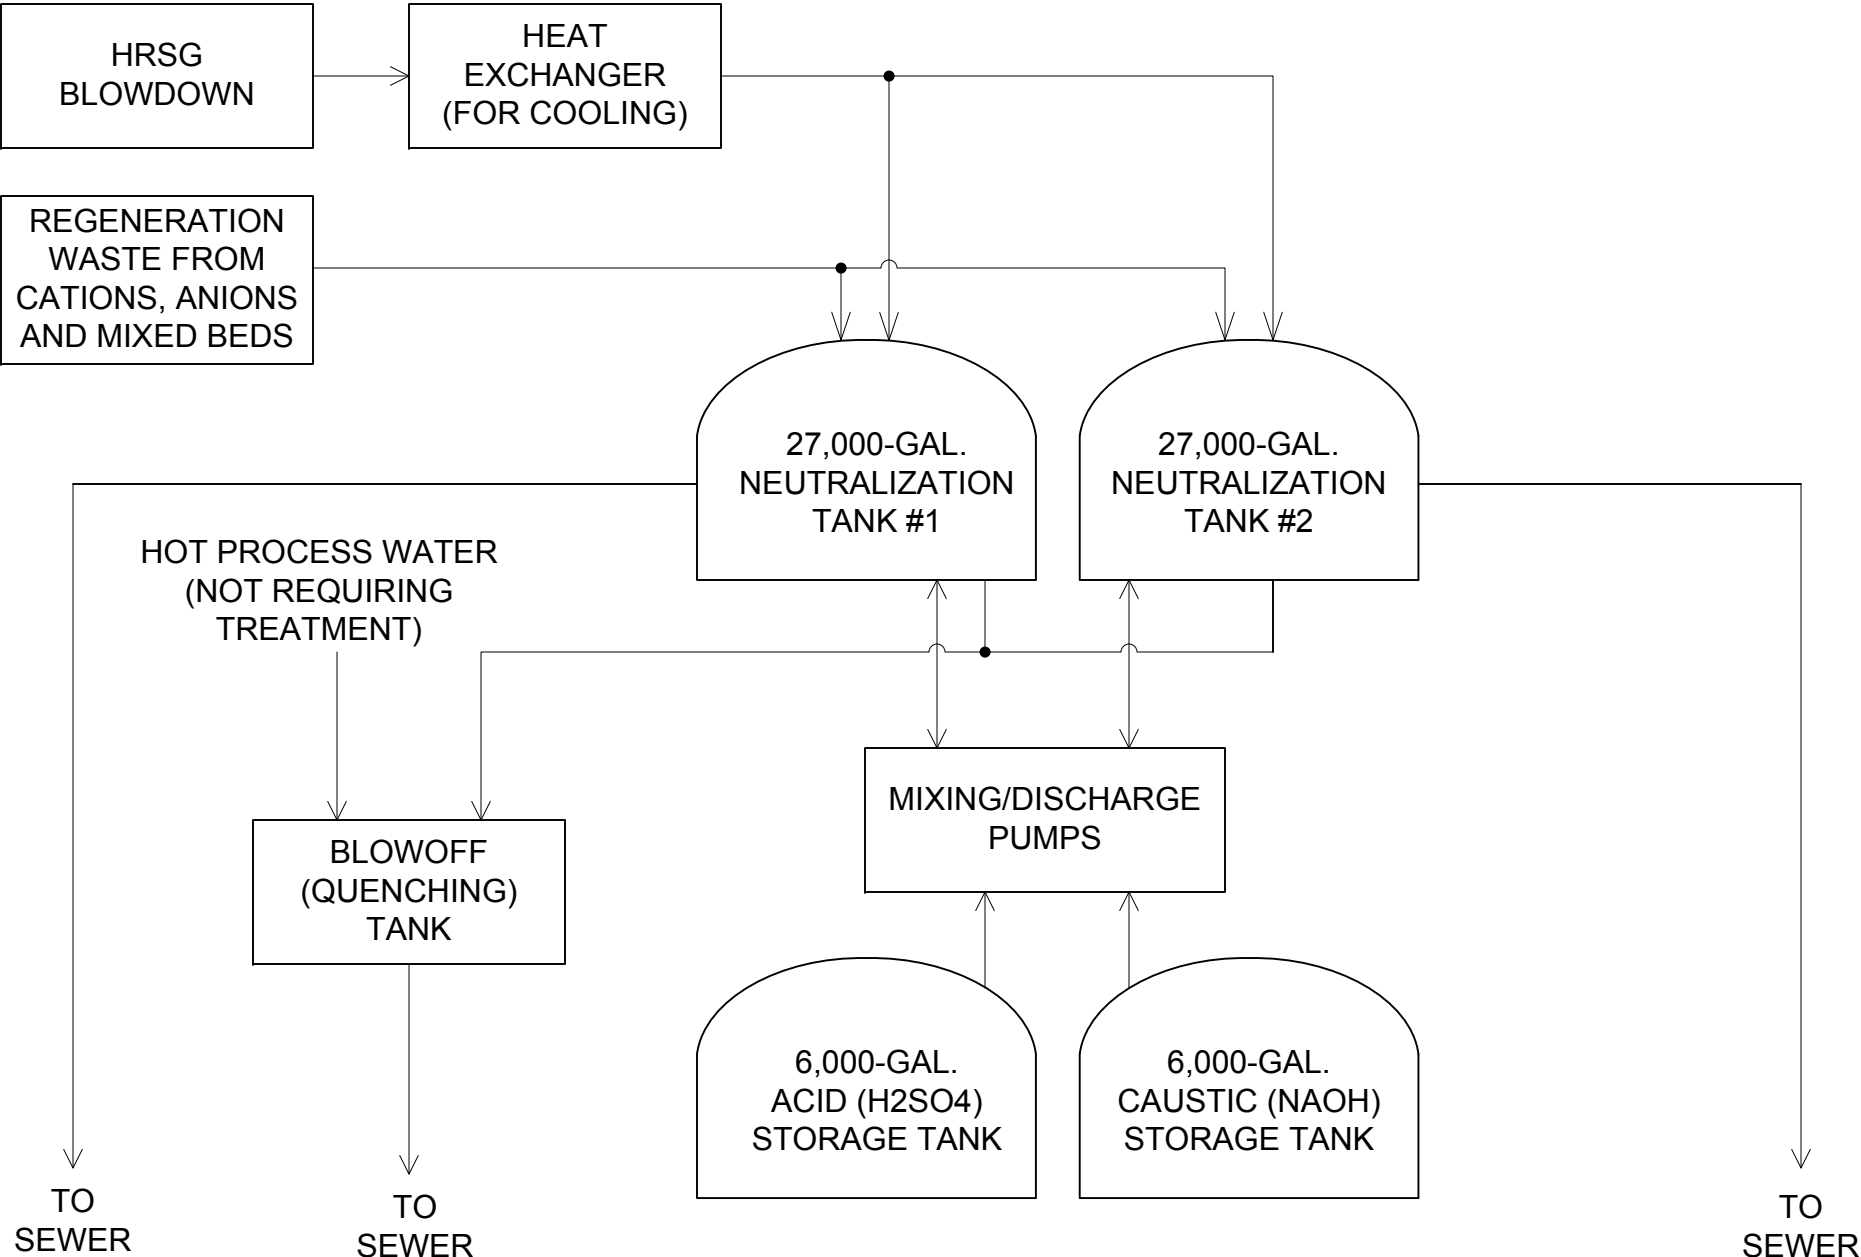 HRSG
BLOWDOWN
HEAT
EXCHANGER
(FOR COOLING)
REGENERATION
WASTE FROM
CATIONS, ANIONS
AND MIXED BEDS
27,000-GAL.
NEUTRALIZATION
TANK #1
27,000-GAL.
NEUTRALIZATION
TANK #2
HOT PROCESS WATER
(NOT REQUIRING
TREATMENT)
MIXING/DISCHARGE
PUMPS
BLOWOFF
(QUENCHING)
TANK
6,000-GAL.
ACID (H2SO4)
STORAGE TANK
6,000-GAL.
CAUSTIC (NAOH)
STORAGE TANK
TO
SEWER
TO
SEWER
TO
SEWER